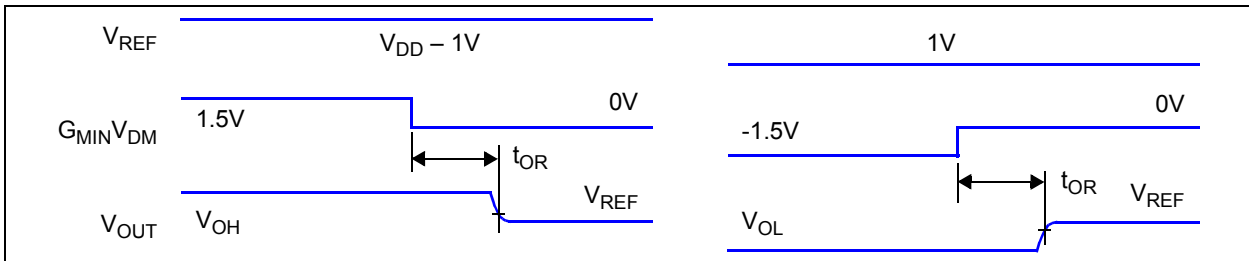 VREF
VDD – 1V
1V
GMINVDM
1.5V
0V
-1.5V
0V
tOR
tOR
VOUT
VOH
VREF
VOL
VREF